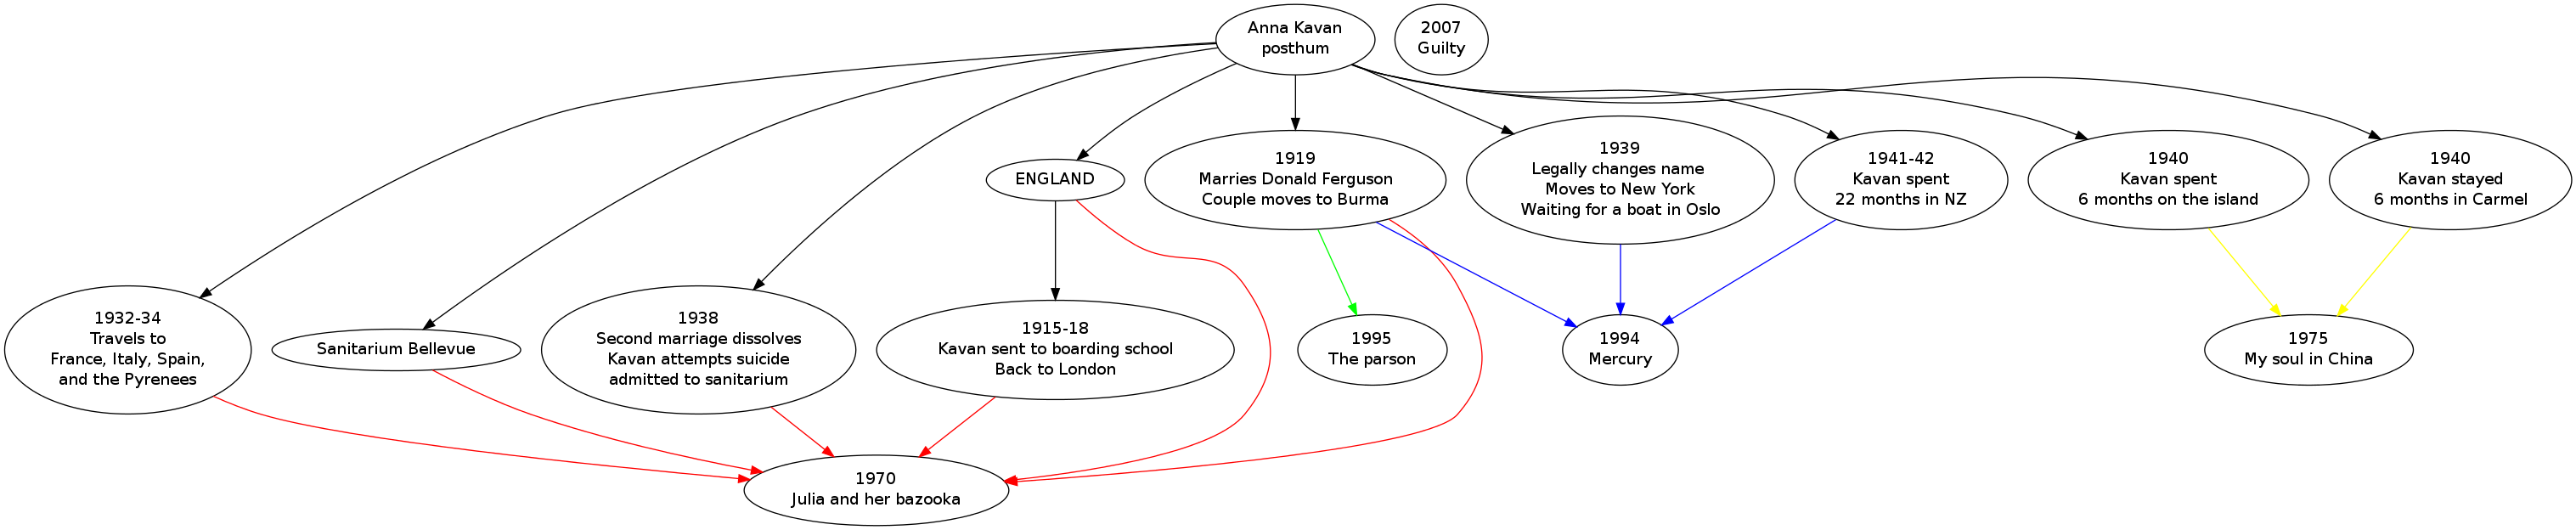 Anna Kavan
posthum
2007
Guilty
ENGLAND
1919
Marries Donald Ferguson
Couple moves to Burma
1939
Legally changes name
Moves to New York
Waiting for a boat in Oslo
1941-42
Kavan spent
22 months in NZ
1940
Kavan spent
6 months on the island
1940
Kavan stayed
6 months in Carmel
1932-34
Travels to
France, Italy, Spain,
and the Pyrenees
Sanitarium Bellevue
1938
Second marriage dissolves
Kavan attempts suicide
admitted to sanitarium
1915-18
Kavan sent to boarding school
Back to London
1995
The parson
1994
Mercury
1975
My soul in China
1970
Julia and her bazooka